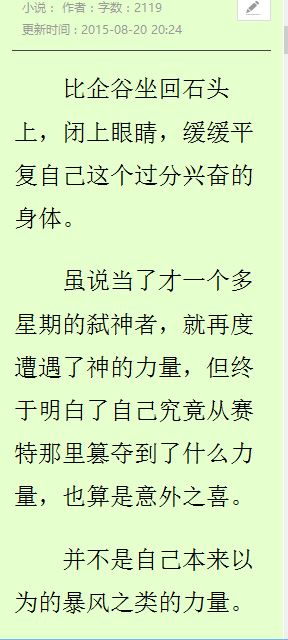 小说： 作者：字数：2119
更新时间：2015-08-20 20:24
比企谷坐回石头
上，闭上眼睛，缓缓平
复自己这个过分兴奋的
身体。
虽说当了才一个多
星期的弑神者，就再度
遭遇了神的力量，但终
于明白了自己究竟从赛
特那里篡夺到了什么力
量，也算是意外之喜。
并不是自己本来以
为的暴风之类的力量。